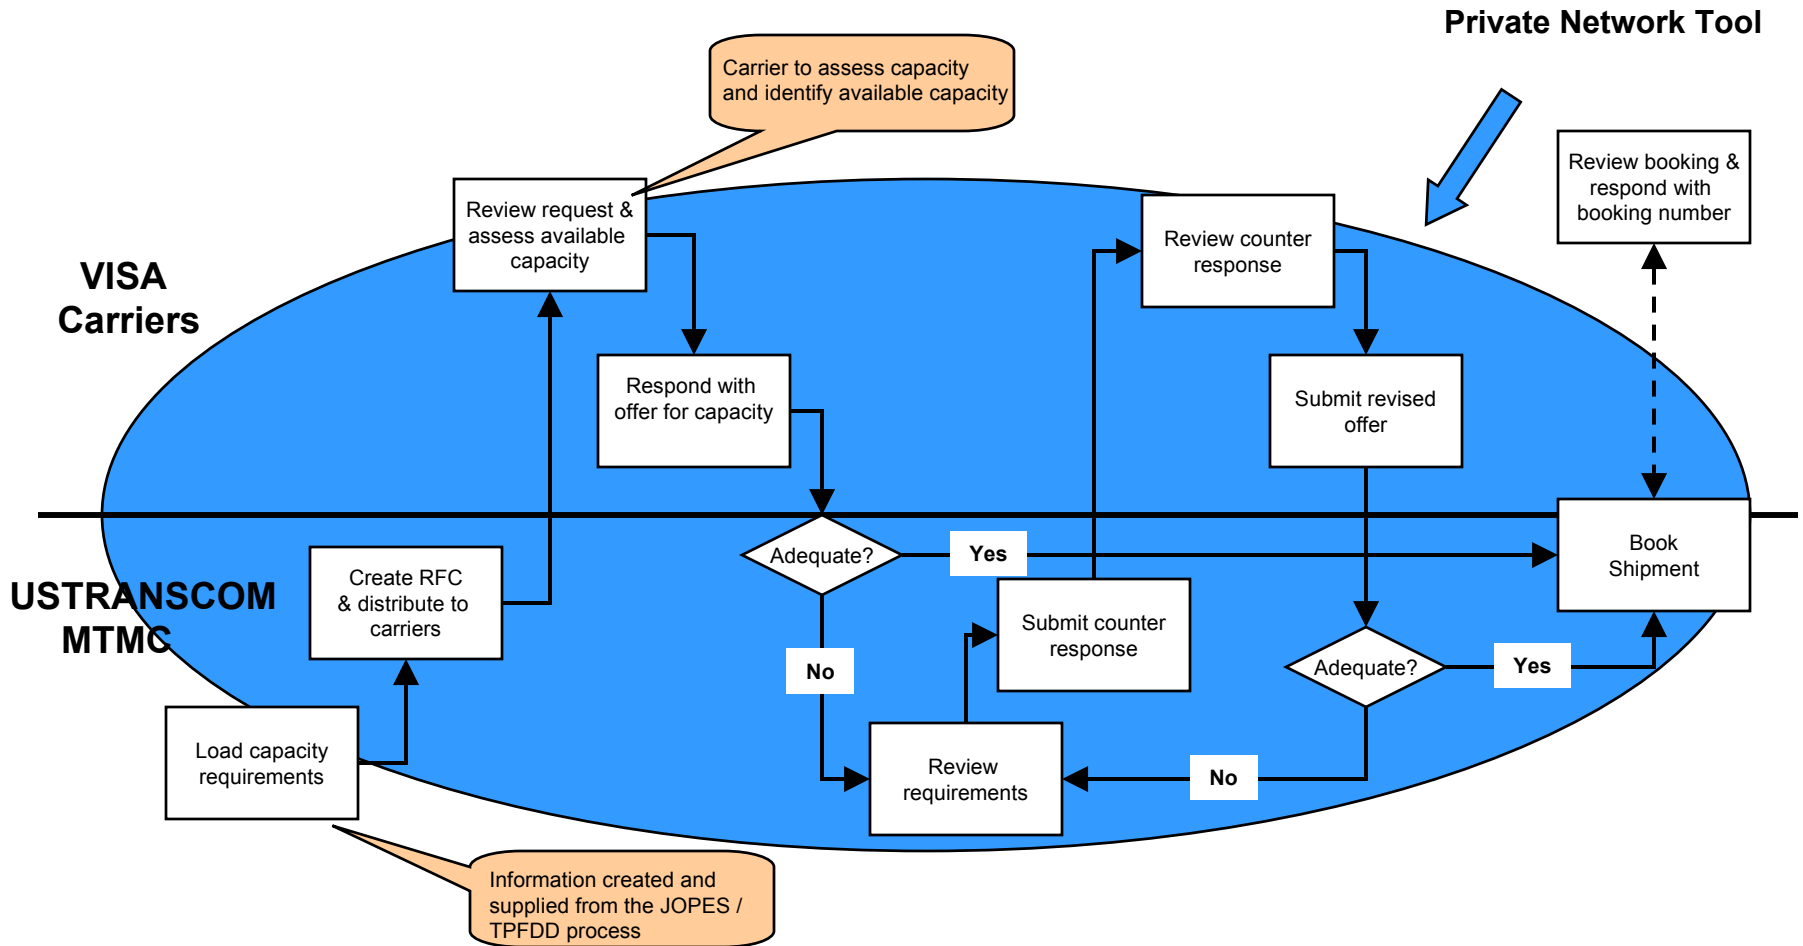 Private Network Tool
Carrier to assess capacity
and identify available capacity
Review booking &
respond with
booking number
Review request &
assess available
capacity
Review counter
response
VISA
Carriers
Respond with
offer for capacity
Submit revised
offer
Adequate?
Yes
Book
Shipment
USTRANSCOM
MTMC
Create RFC
& distribute to
carriers
Submit counter
response
No
Adequate?
Yes
Load capacity
requirements
Review
requirements
No
Information created and
supplied from the JOPES /
TPFDD process